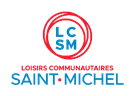 LC
SM
LOISIRS COMMUNAUTAIRES
SAINT•MICHEL